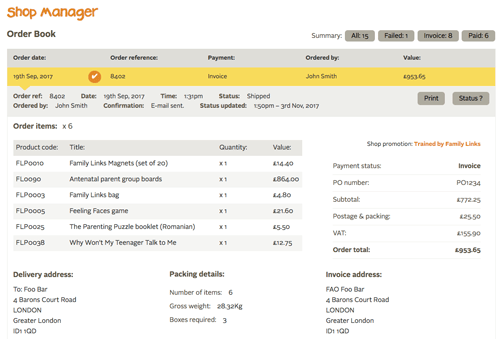 Shop Manager
Order Book
Summary: All: 15 Failed: 1 Invoice: 8 Paid: 6
Order date: Order reference: Payment: Ordered by: Value:
19th Sep, 2017 8402 Invoice John Smith £953.65
Order ref: 8402 Date: 19th Sep, 2017 Time: 1:31pm Status: Shipped
Ordered by: John Smith Confirmation: E-mail sent. Status updated: 1:50pm – 3rd Nov, 2017
Print Status ?
Order items: x 6
Product code: Title: Quantity: Value:
FLP0010 Family Links Magnets (set of 20) x 1 £14.40
FL0090 Antenatal parent group boards x 1 £864.00
FLP0003 Family Links bag x 1 £4.80
FLP0005 Feeling Faces game x 1 £21.60
FLP0025 The Parenting Puzzle booklet (Romanian) x 1 £5.50
FLP0038 Why Won't My Teenager Talk to Me x 1 £12.75
Shop promotion: Trained by Family Links
Payment status: Invoice
PO number: PO1234
Subtotal: £772.25
Postage & packing: £25.50
VAT: £155.90
Order total: £953.65
Delivery address:
To: Foo Bar
4 Barons Court Road
LONDON
Greater London
ID1 1QD
Packing details:
Number of items: 6
Gross weight: 28.32Kg
Boxes required: 3
Invoice address:
FAO Foo Bar
4 Barons Court Road
LONDON
Greater London
ID1 1QD